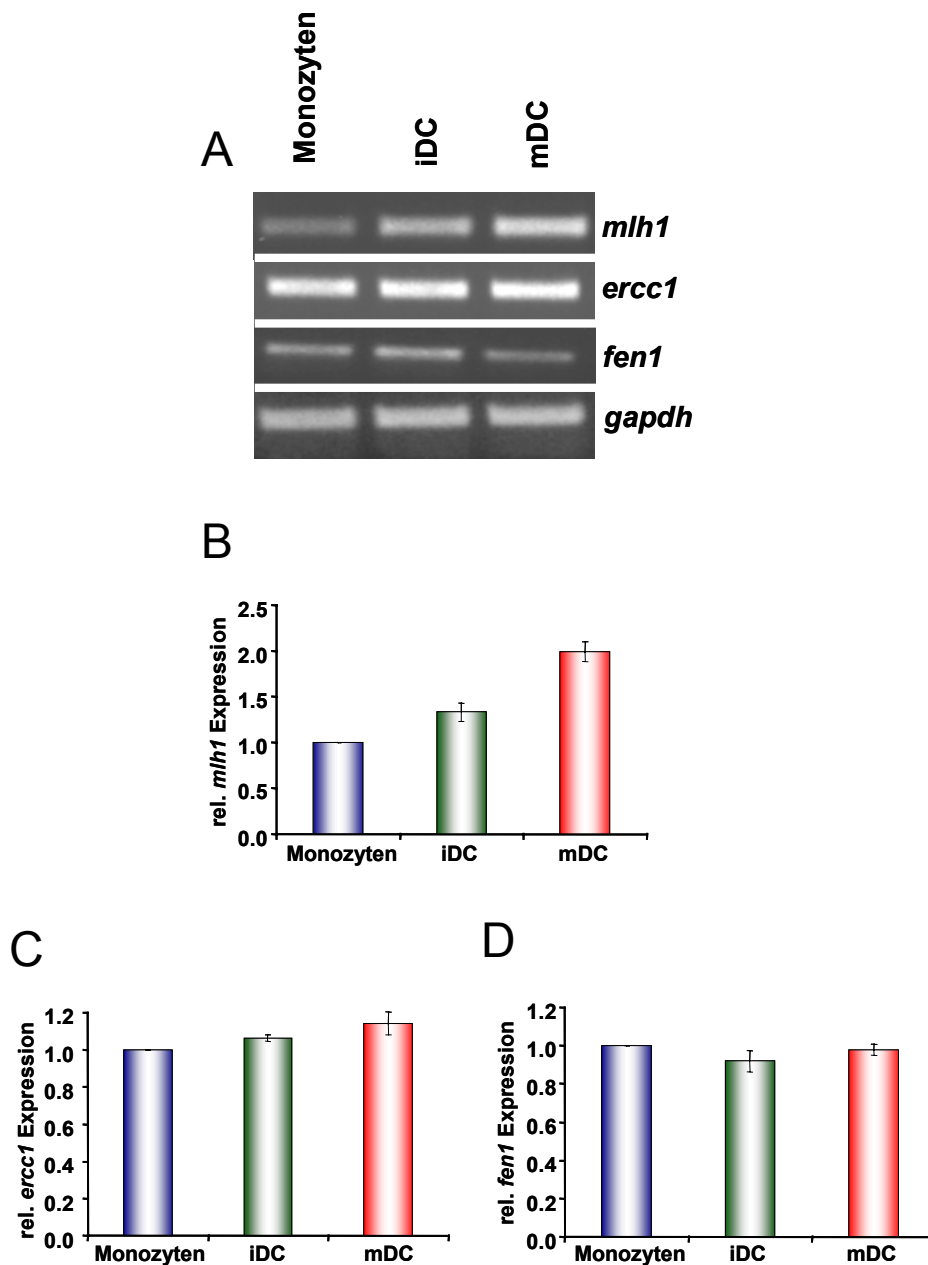 A
Monozyten
iDC
mDC
mlh1
ercc1
fen1
gapdh
B
rel. mlh1 Expression
2.5
2.0
1.5
1.0
0.5
0.0
Monozyten iDC mDC
C
rel. ercc1 Expression
1.2
1.0
0.8
0.6
0.4
0.2
0.0
Monozyten iDC mDC
D
rel. fen1 Expression
1.2
1.0
0.8
0.6
0.4
0.2
0.0
Monozyten iDC mDC